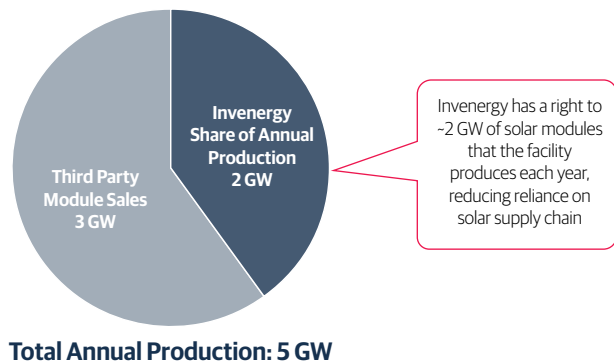 Invenergy
Share of Annual
Production
2 GW
Third Party
Module Sales
3 GW
Invenergy has a right to
~2 GW of solar modules
that the facility
produces each year,
reducing reliance on
solar supply chain
Total Annual Production: 5 GW